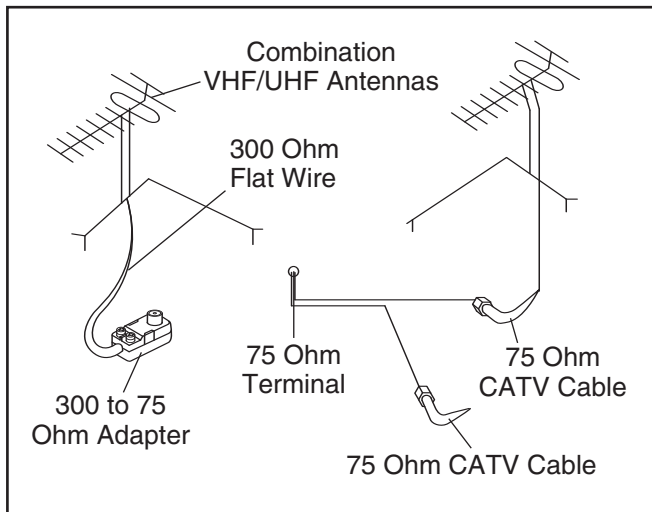 Combination
VHF/UHF Antennas
300 Ohm
Flat Wire
300 to 75
Ohm Adapter
75 Ohm
Terminal
75 Ohm
CATV Cable
75 Ohm CATV Cable